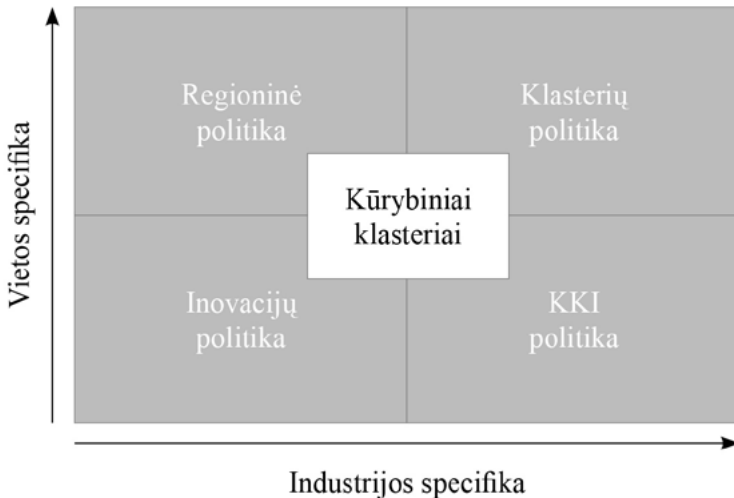 Vietos specifika
Regioninė
politika
Klasterių
politika
Kūrybiniai
klasteriai
Inovacijų
politika
KKI
politika
Industrijos specifika